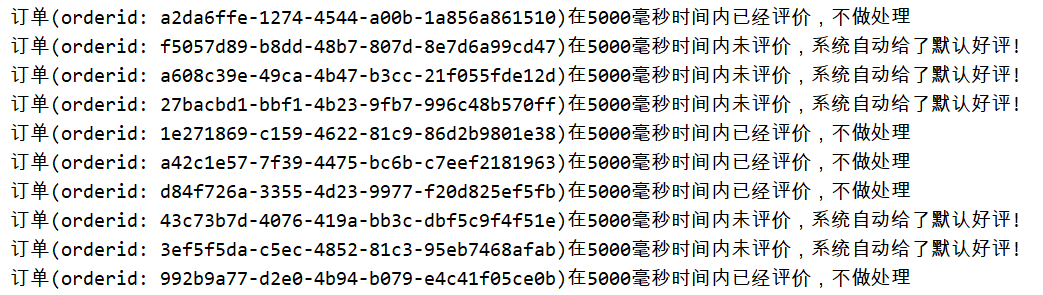 订单(orderid: a2da6ffe-1274-4544-a00b-1a856a861510)在5000毫秒时间内已经评价，不做处理
订单(orderid: f5057d89-b8dd-48b7-807d-8e7d6a99cd47)在5000毫秒时间内未评价，系统自动给了默认好评!
订单(orderid: a608c39e-49ca-4b47-b3cc-21f055fde12d)在5000毫秒时间内未评价，系统自动给了默认好评!
订单(orderid: 27bacbd1-bbf1-4b23-9fb7-996c48b570ff)在5000毫秒时间内未评价，系统自动给了默认好评!
订单(orderid: 1e271869-c159-4622-81c9-86d2b9801e38)在5000毫秒时间内已经评价，不做处理
订单(orderid: a42c1e57-7f39-4475-bc6b-c7eef2181963)在5000毫秒时间内已经评价，不做处理
订单(orderid: d84f726a-3355-4d23-9977-f20d825ef5fb)在5000毫秒时间内已经评价，不做处理
订单(orderid: 43c73b7d-4076-419a-bb3c-dbf5c9f4f51e)在5000毫秒时间内未评价，系统自动给了默认好评!
订单(orderid: 3ef5f5da-c5ec-4852-81c3-95eb7468afab)在5000毫秒时间内未评价，系统自动给了默认好评!
订单(orderid: 992b9a77-d2e0-4b94-b079-e4c41f05ce0b)在5000毫秒时间内已经评价，不做处理